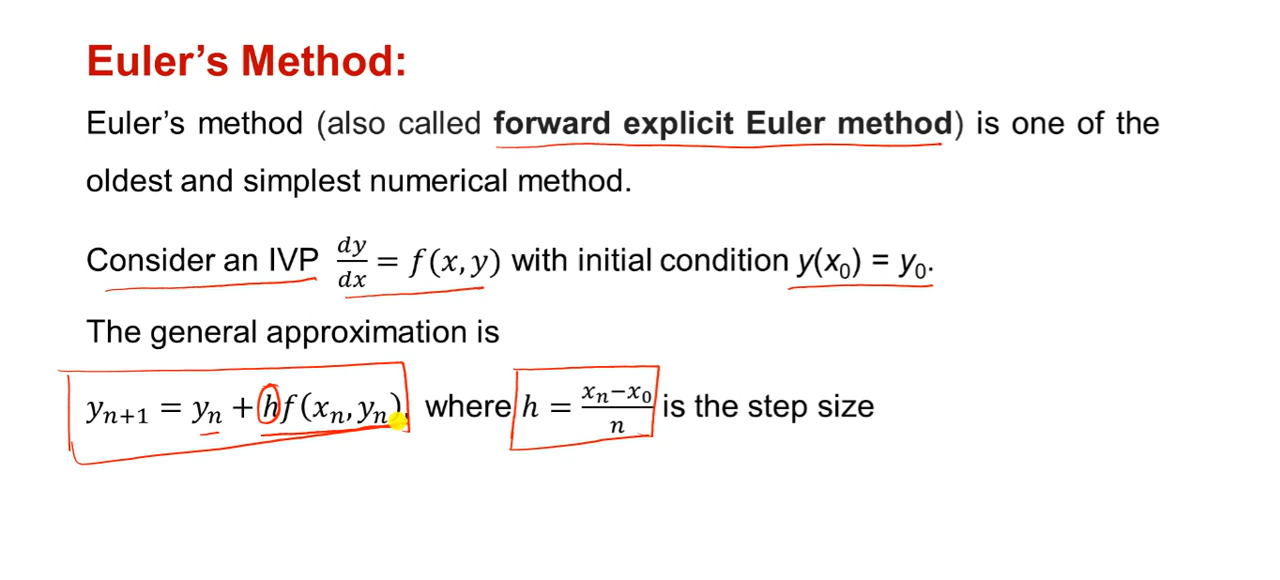 Euler’s Method:
Euler’s method (also called forward explicit Euler method) is one of the
oldest and simplest numerical method.
Consider an IVP dy/dx = f(x, y) with initial condition y(x₀) = y₀.
The general approximation is
yₙ₊₁ = yₙ + hf(xₙ, yₙ), where h = (xₙ−x₀)/n is the step size